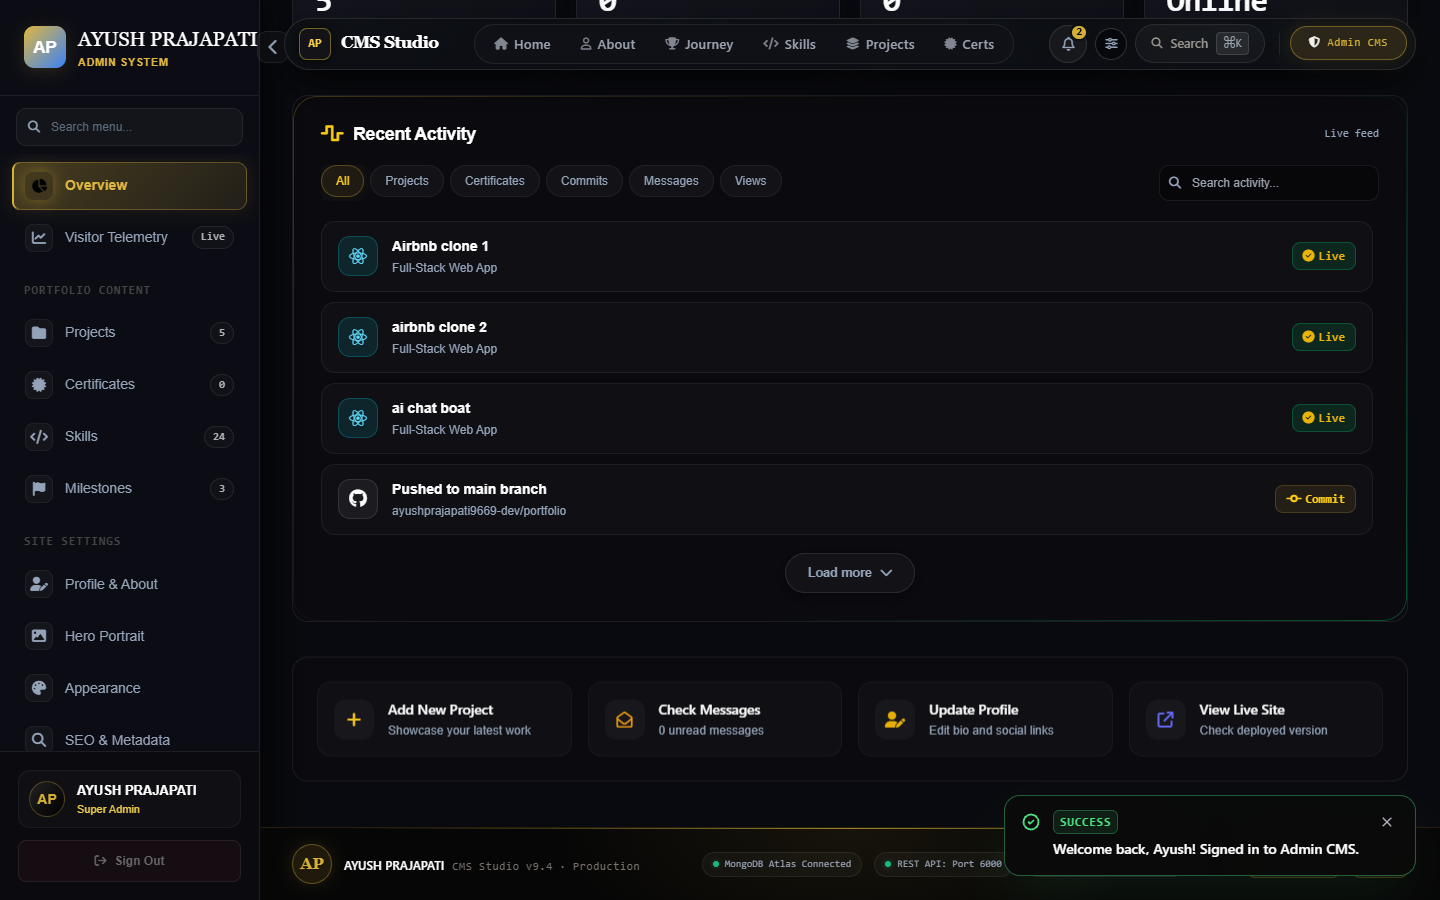 AP
AYUSH PRAJAPATI
ADMIN SYSTEM
Search menu...
Overview
Visitor Telemetry
Live
PORTFOLIO CONTENT
Projects
5
Certificates
0
Skills
24
Milestones
3
SITE SETTINGS
Profile & About
Hero Portrait
Appearance
SEO & Metadata
AP
AYUSH PRAJAPATI
Super Admin
Sign Out
5
0
0
Online
AP
CMS Studio
Home
About
Journey
Skills
Projects
Certs
2
Search
⌘K
Admin CMS
Recent Activity
Live feed
All
Projects
Certificates
Commits
Messages
Views
Search activity...
Airbnb clone 1
Full-Stack Web App
Live
airbnb clone 2
Full-Stack Web App
Live
ai chat boat
Full-Stack Web App
Live
Pushed to main branch
ayushprajapati9669-dev/portfolio
Commit
Load more
Add New Project
Showcase your latest work
Check Messages
0 unread messages
Update Profile
Edit bio and social links
View Live Site
Check deployed version
AP
AYUSH PRAJAPATI
CMS Studio v9.4 · Production
MongoDB Atlas Connected
REST API: Port 6000
SUCCESS
Welcome back, Ayush! Signed in to Admin CMS.